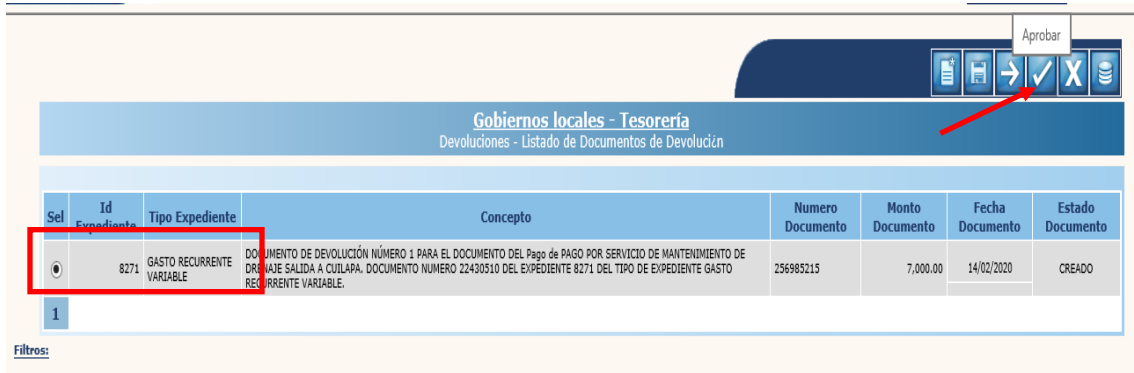 Aprobar
Gobiernos locales - Tesorería
Devoluciones - Listado de Documentos de Devoluci¿n
Sel
Id
Expediente
Tipo Expediente
Concepto
Numero
Documento
Monto
Documento
Fecha
Documento
Estado
Documento
8271
GASTO RECURRENTE
VARIABLE
DOCUMENTO DE DEVOLUCIÓN NÚMERO 1 PARA EL DOCUMENTO DEL Pago de PAGO POR SERVICIO DE MANTENIMIENTO DE
DRENAJE SALIDA A CUILAPA. DOCUMENTO NUMERO 22430510 DEL EXPEDIENTE 8271 DEL TIPO DE EXPEDIENTE GASTO
RECURRENTE VARIABLE.
256985215
7,000.00
14/02/2020
CREADO
1
Filtros: